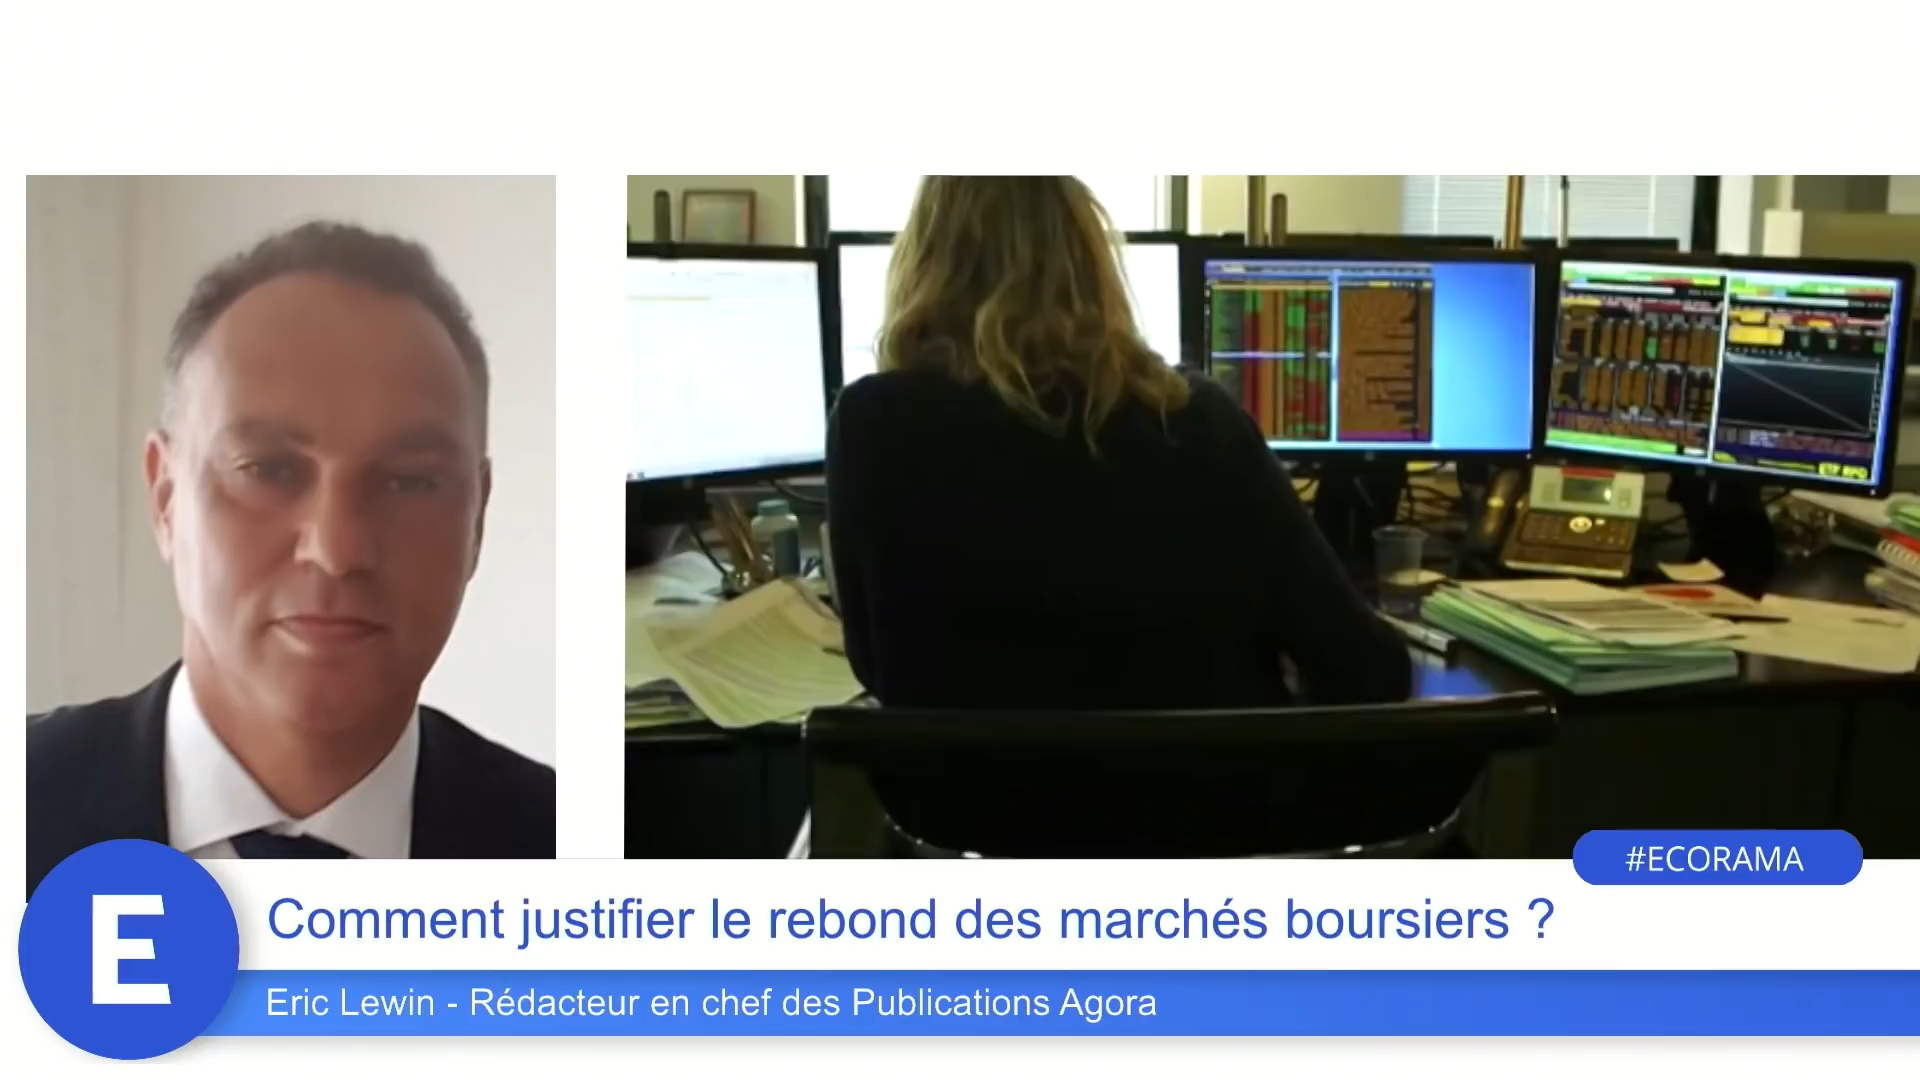 #ECORAMA
E
Comment justifier le rebond des marchés boursiers ?
Eric Lewin - Rédacteur en chef des Publications Agora